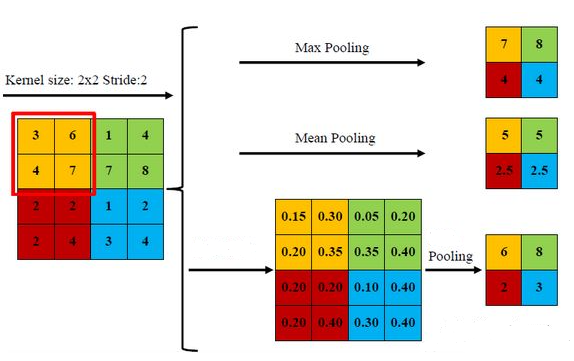 Kernel size: 2x2 Stride:2
3 6 1 4
4 7 7 8
2 2 1 2
2 4 3 4
Max Pooling
7 8
4 4
Mean Pooling
5 5
2.5 2.5
0.15 0.30 0.05 0.20
0.20 0.35 0.35 0.40
0.20 0.20 0.10 0.40
0.20 0.40 0.30 0.40
Pooling
6 8
2 3